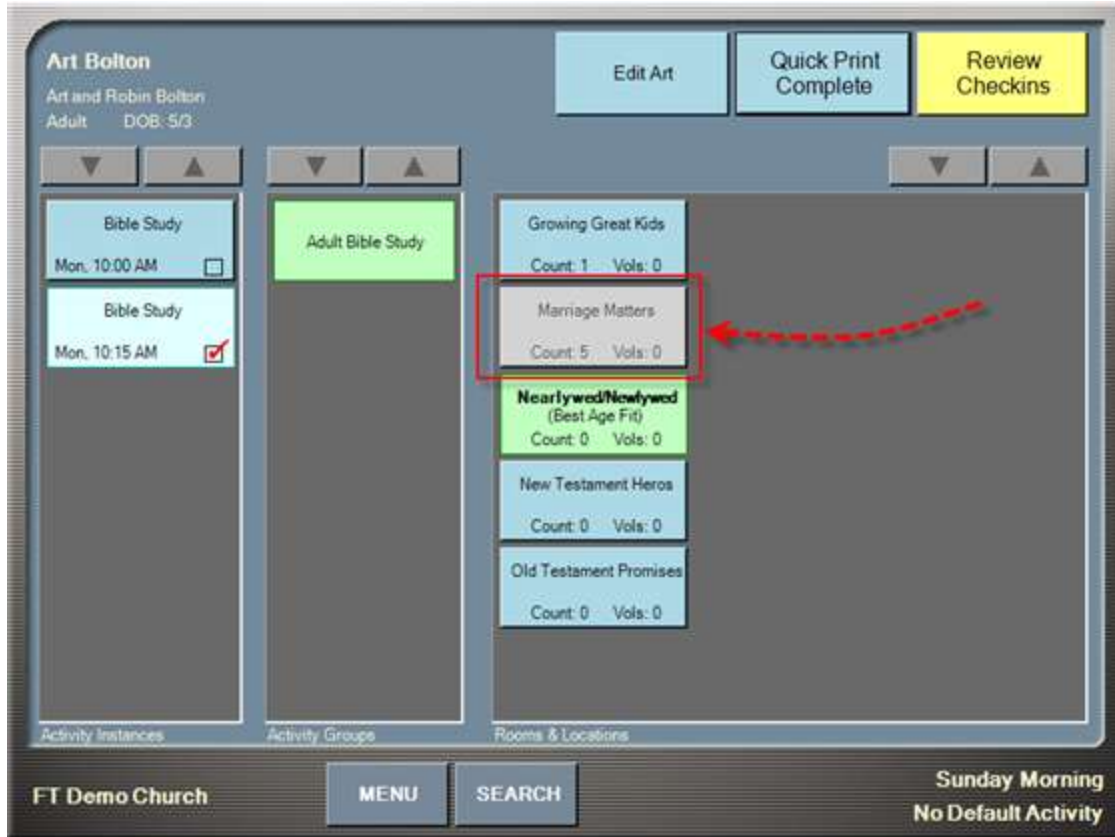 Art Bolton
Art and Robin Bolton
Adult DOB: 5/3
Edit Art
Quick Print
Complete
Review
Checkins
Bible Study
Mon, 10:00 AM
Bible Study
Mon, 10:15 AM
Activity Instances
Adult Bible Study
Activity Groups
Growing Great Kids
Count: 1 Vols: 0
Marriage Matters
Count: 5 Vols: 0
Nearlywed/Newlywed
(Best Age Fit)
Count: 0 Vols: 0
New Testament Heros
Count: 0 Vols: 0
Old Testament Promises
Count: 0 Vols: 0
Rooms & Locations
FT Demo Church
MENU
SEARCH
Sunday Morning
No Default Activity